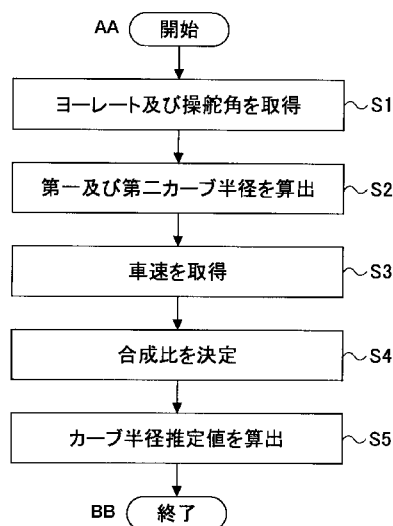 AA 開始
ヨーレート及び操舵角を取得 S1
第一及び第二カーブ半径を算出 S2
車速を取得 S3
合成比を決定 S4
カーブ半径推定値を算出 S5
BB 終了